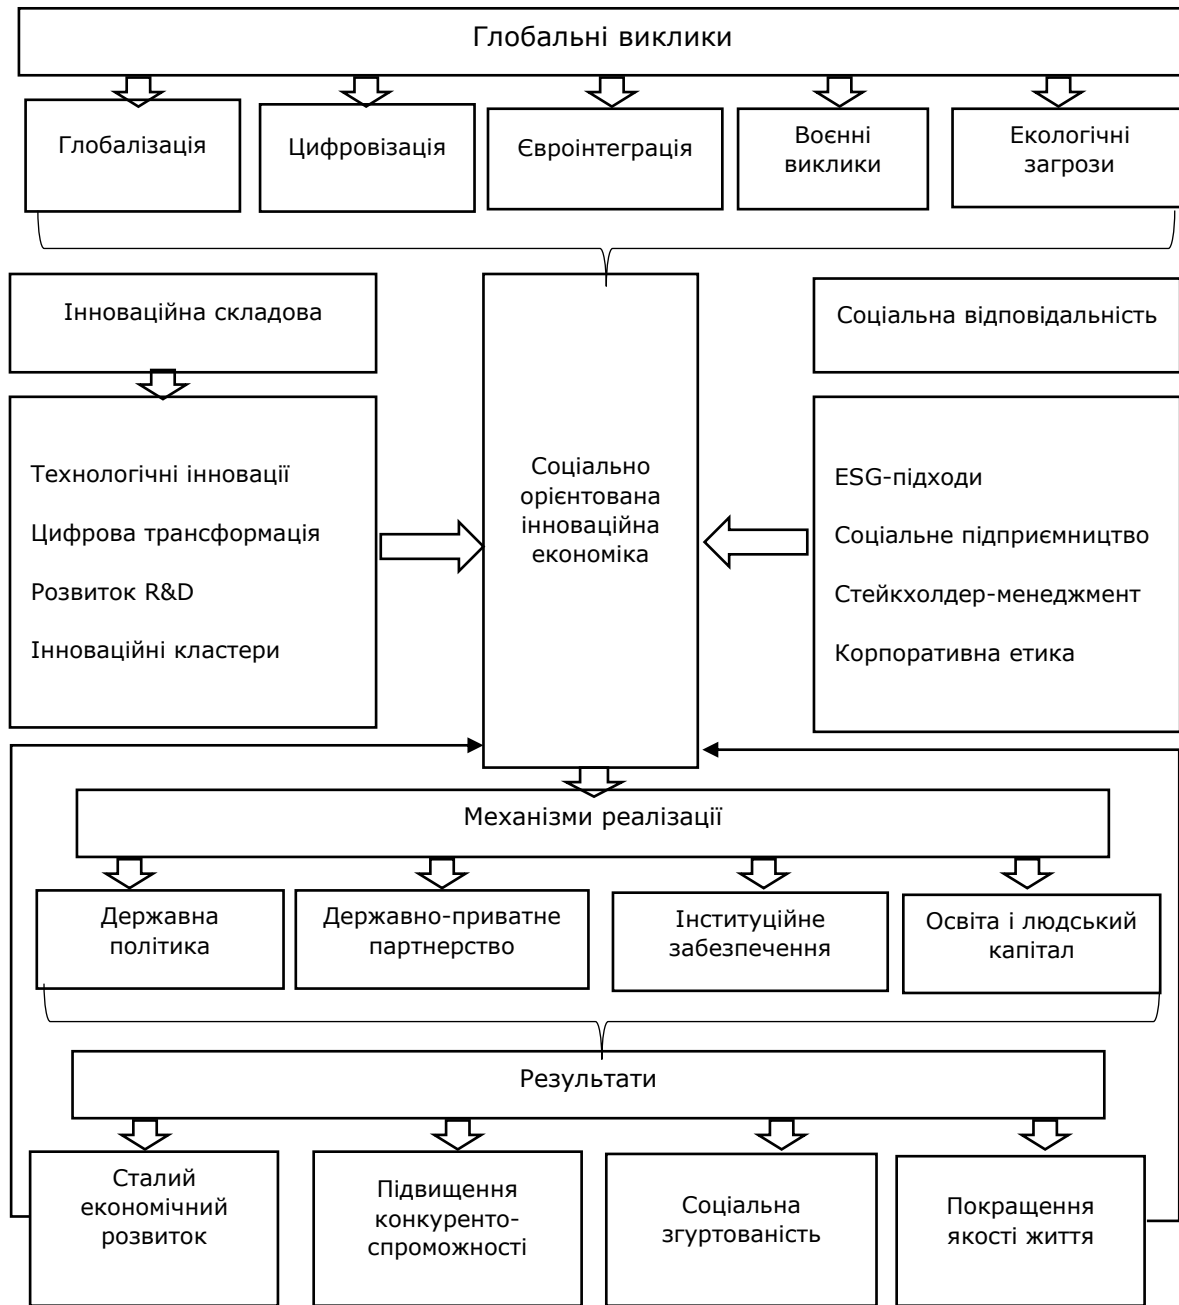 Глобальні виклики
Глобалізація
Цифровізація
Євроінтеграція
Воєнні
виклики
Екологічні
загрози
Інноваційна складова
Соціальна відповідальність
Технологічні інновації
Цифрова трансформація
Розвиток R&D
Інноваційні кластери
Соціально
орієнтована
інноваційна
економіка
ESG-підходи
Соціальне підприємництво
Стейкхолдер-менеджмент
Корпоративна етика
Механізми реалізації
Державна
політика
Державно-приватне
партнерство
Інституційне
забезпечення
Освіта і людський
капітал
Результати
Сталий
економічний
розвиток
Підвищення
конкуренто-
спроможності
Соціальна
згуртованість
Покращення
якості життя